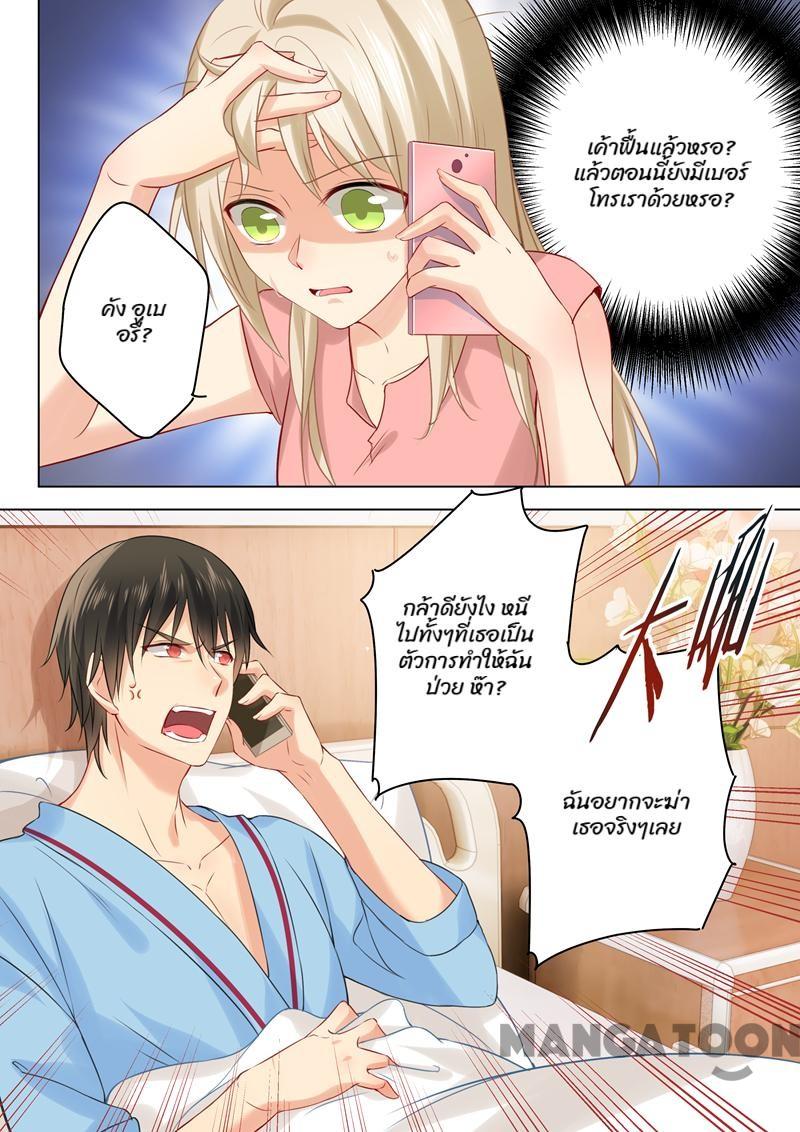 เค้าฟื้นแล้วหรอ?
แล้วตอนนี้ยังมีเบอร์
โทรเราด้วยหรอ?
คัง อูเบ
อร์?
กล้าดียังไง หนี
ไปทั้งๆที่เธอเป็น
ตัวการทำให้ฉัน
ป่วย ห๊า?
ฉันอยากจะฆ่า
เธอจริงๆเลย
MANGATOON